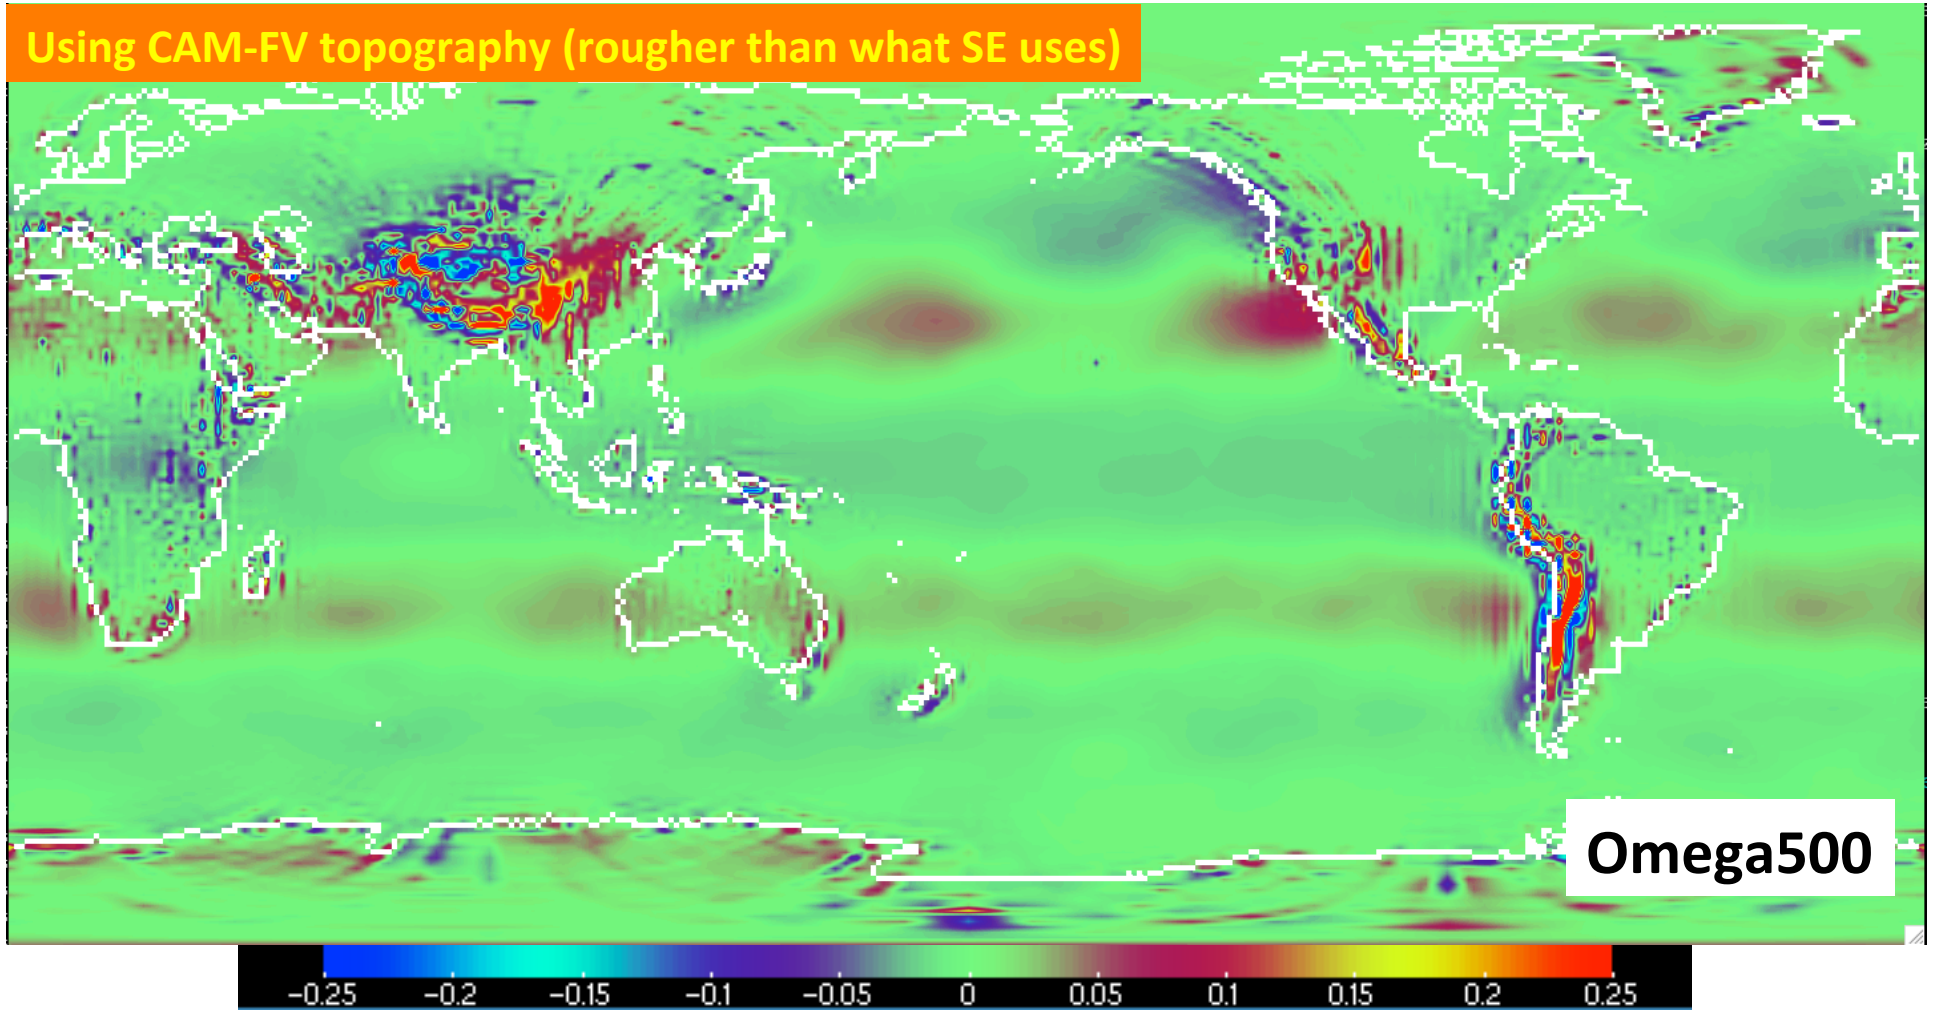 Using CAM-FV topography (rougher than what SE uses)
Omega500
−0.25 −0.2 −0.15 −0.1 −0.05 0 0.05 0.1 0.15 0.2 0.25